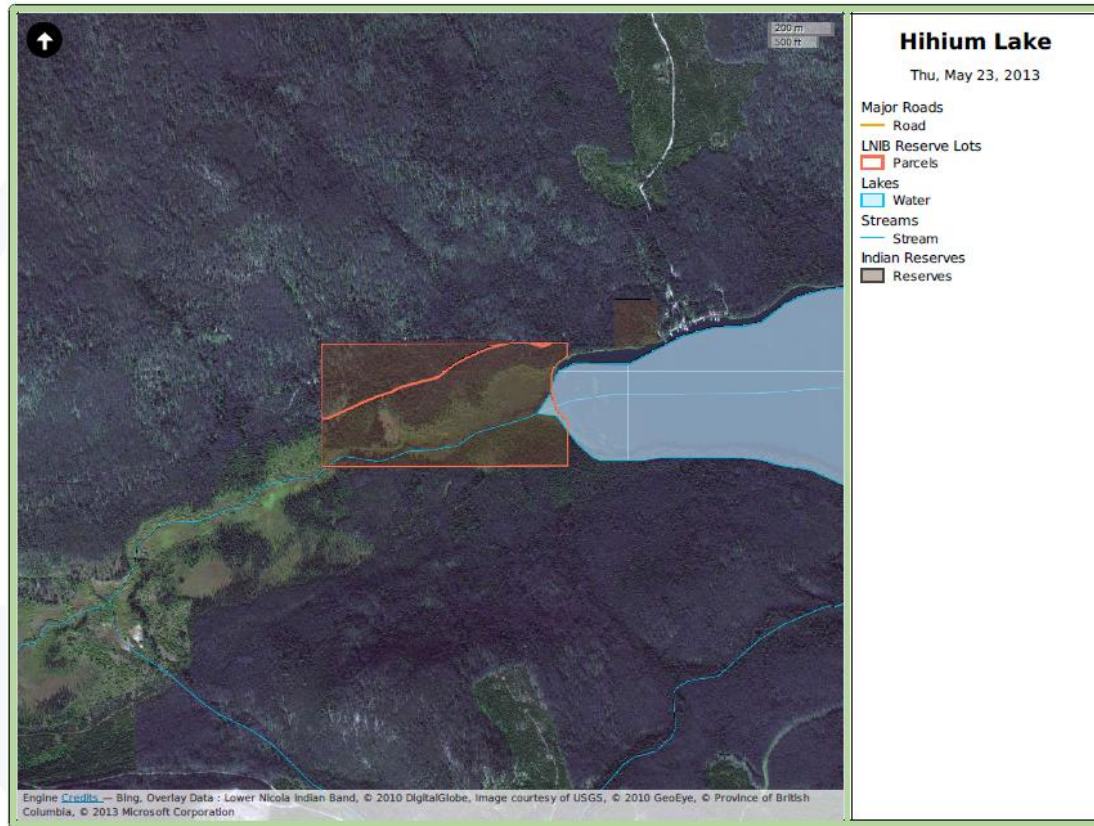 200 m
500 ft
Hihium Lake
Thu, May 23, 2013
Major Roads
Road
LNIB Reserve Lots
Parcels
Lakes
Water
Streams
Stream
Indian Reserves
Reserves
Engine Credits — Bing, Overlay Data : Lower Nicola Indian Band, © 2010 DigitalGlobe, Image courtesy of USGS, © 2010 GeoEye, © Province of British
Columbia, © 2013 Microsoft Corporation